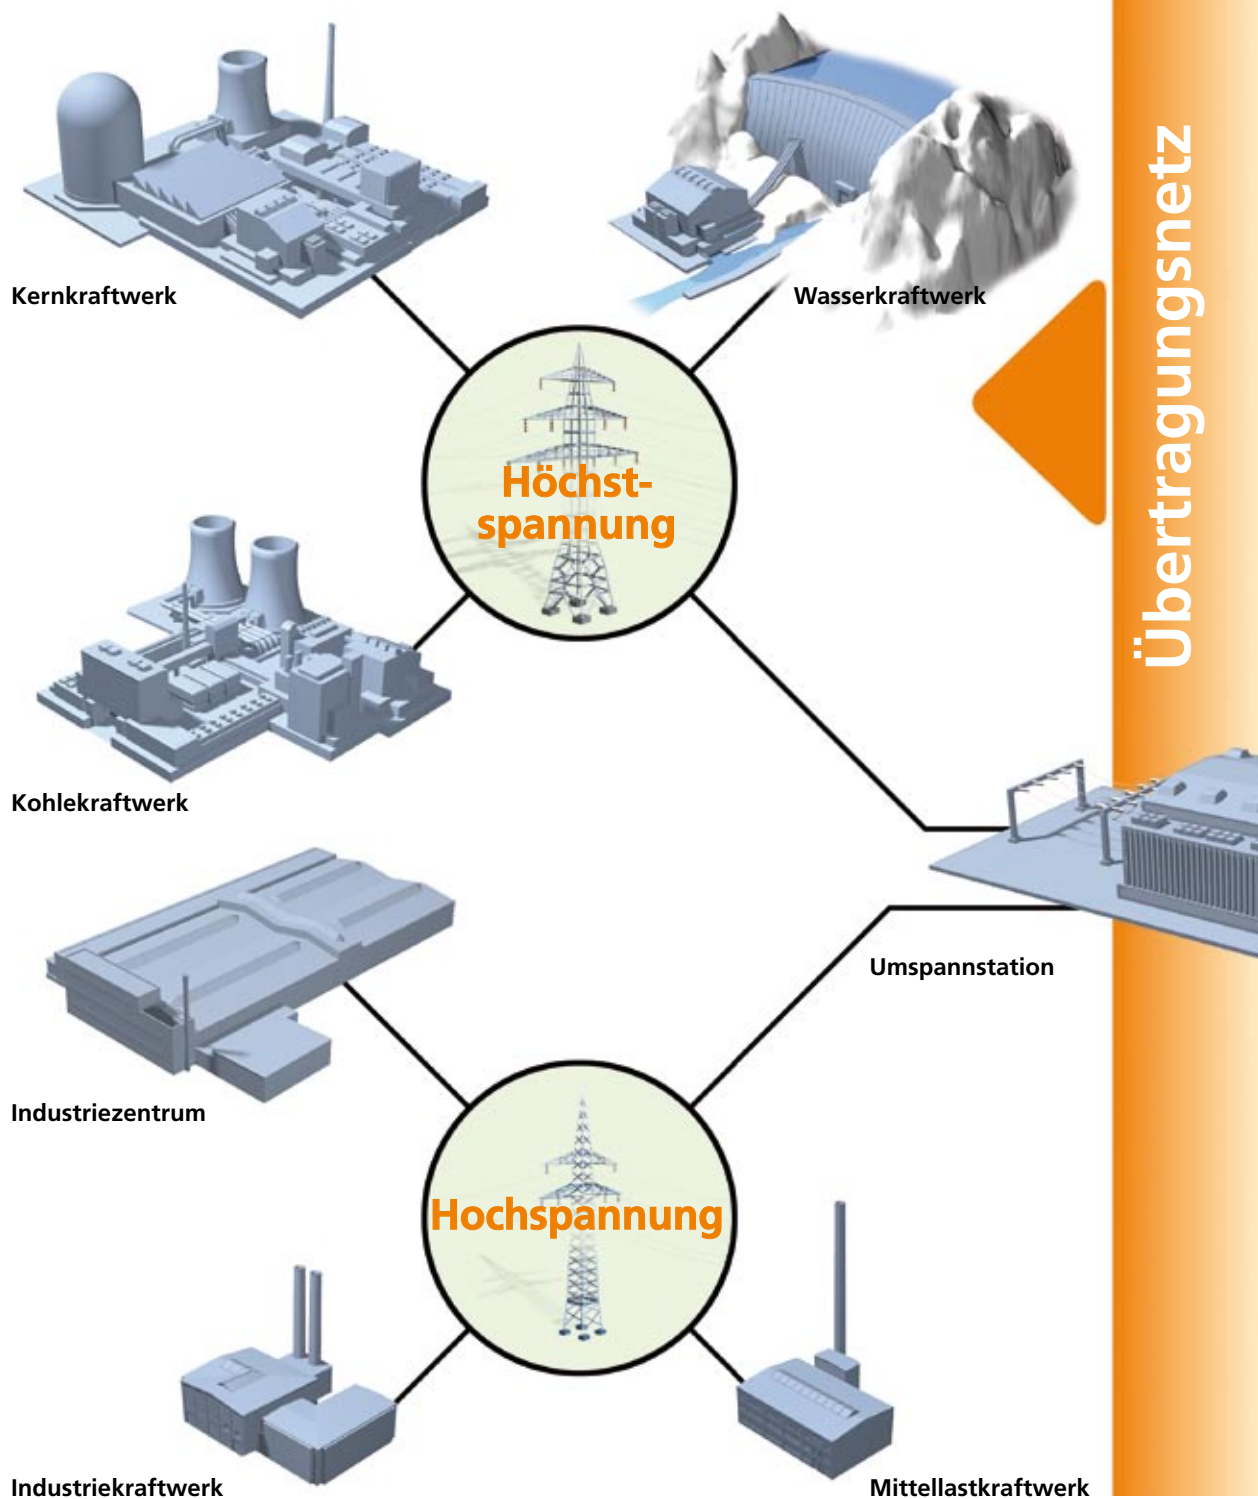 Kernkraftwerk
Wasserkraftwerk
Übertragungsnetz
Höchst-
spannung
Kohlekraftwerk
Umspannstation
Industriezentrum
Hochspannung
Industriekraftwerk
Mittellastkraftwerk